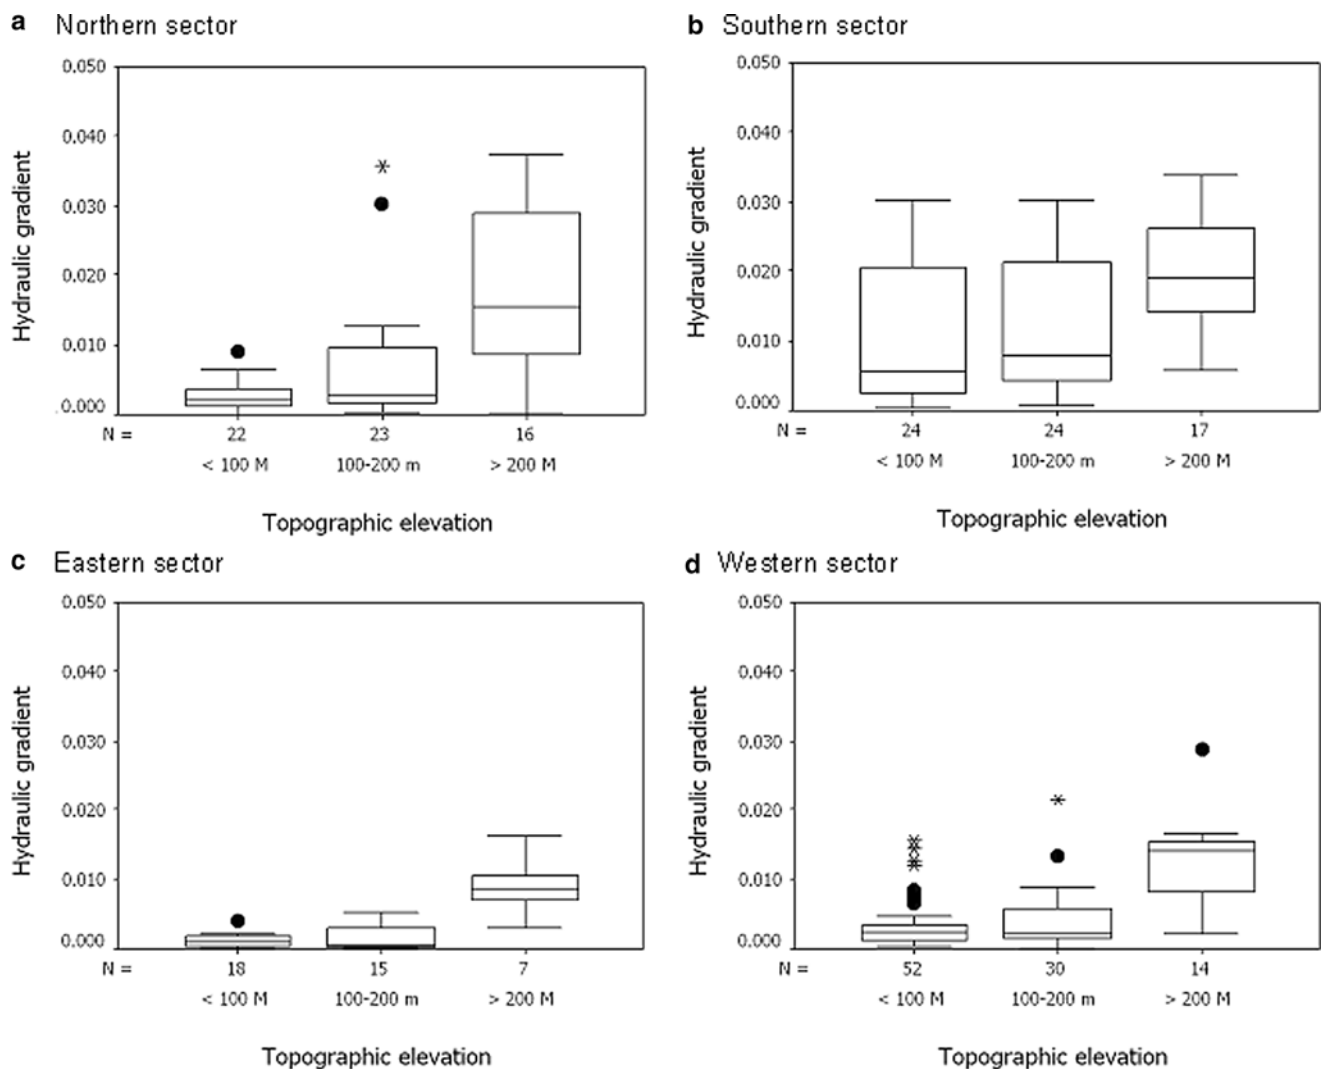 a Northern sector
0.050
0.040
0.030
0.020
0.010
0.000
Hydraulic gradient
N = 22 23 16
< 100 M 100-200 m > 200 M
Topographic elevation
b Southern sector
0.050
0.040
0.030
0.020
0.010
0.000
Hydraulic gradient
N = 24 24 17
< 100 M 100-200 m > 200 M
Topographic elevation
c Eastern sector
0.050
0.040
0.030
0.020
0.010
0.000
Hydraulic gradient
N = 18 15 7
< 100 M 100-200 m > 200 M
Topographic elevation
d Western sector
0.050
0.040
0.030
0.020
0.010
0.000
Hydraulic gradient
N = 52 30 14
< 100 M 100-200 m > 200 M
Topographic elevation